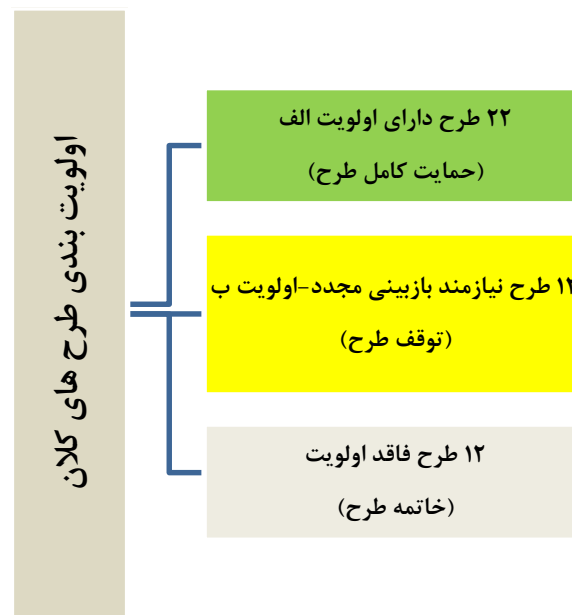 اولویت بندی طرح های کلان
۲۲ طرح دارای اولویت الف
(حمایت کامل طرح)
طرح نیازمند بازبینی مجدد-اولویت ب
(توقف طرح)
۱۲ طرح فاقد اولویت
(خاتمه طرح)